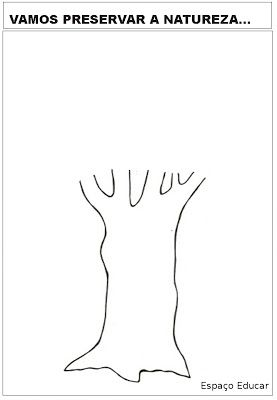 VAMOS PRESERVAR A NATUREZA...
Espaço Educar